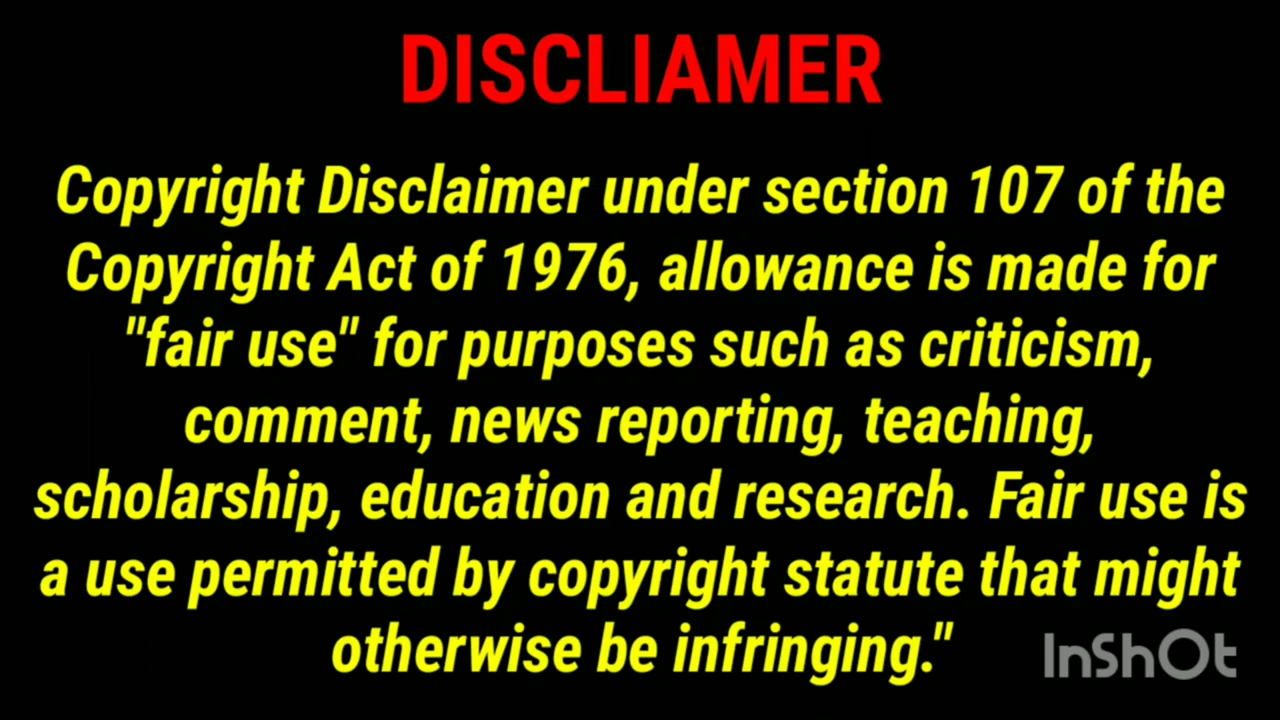 DISCLIAMER
Copyright Disclaimer under section 107 of the
Copyright Act of 1976, allowance is made for
"fair use" for purposes such as criticism,
comment, news reporting, teaching,
scholarship, education and research. Fair use is
a use permitted by copyright statute that might
otherwise be infringing."
InShOt